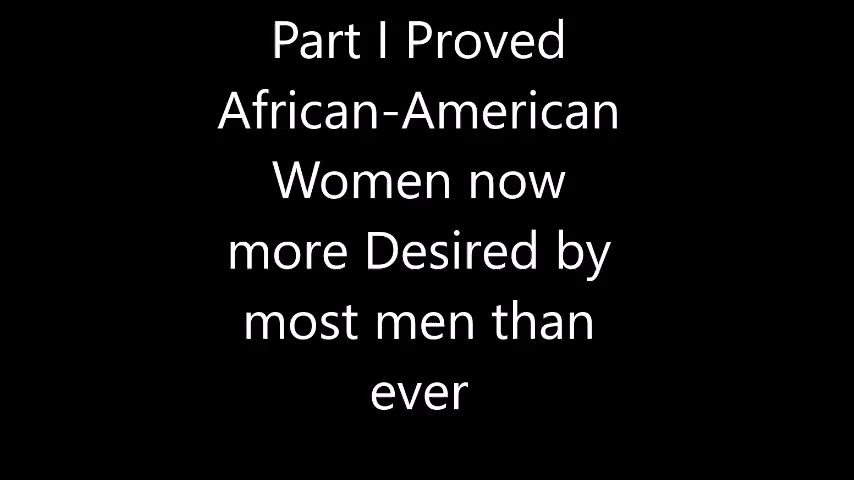 Part I Proved
African-American
Women now
more Desired by
most men than
ever